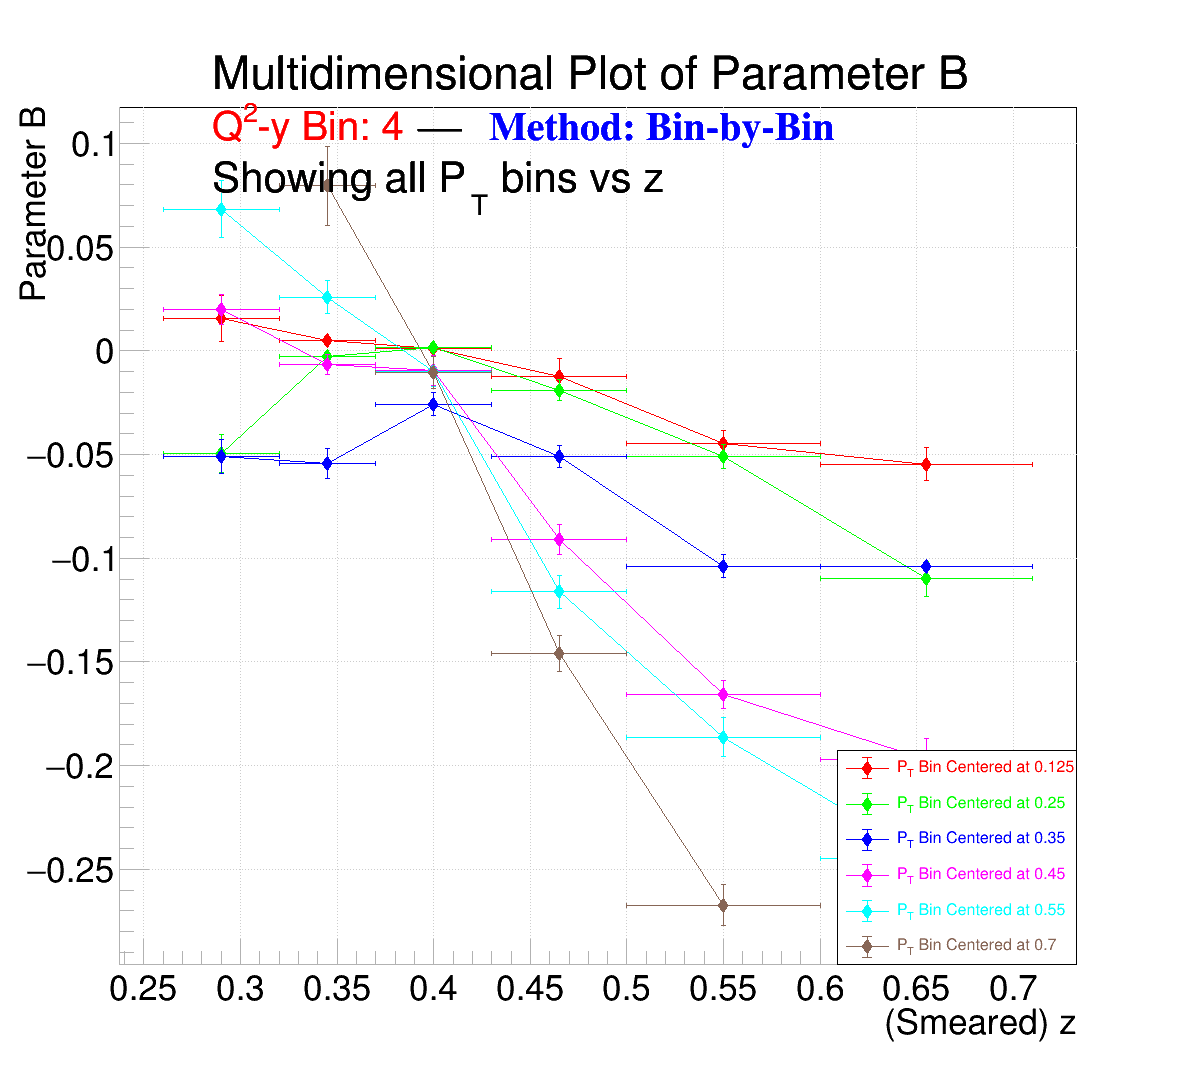 Multidimensional Plot of Parameter B
Q2-y Bin: 4 — Method: Bin-by-Bin
Showing all PT bins vs z
Parameter B
0.1
0.05
0
−0.05
−0.1
−0.15
−0.2
−0.25
PT Bin Centered at 0.125
PT Bin Centered at 0.25
PT Bin Centered at 0.35
PT Bin Centered at 0.45
PT Bin Centered at 0.55
PT Bin Centered at 0.7
0.25 0.3 0.35 0.4 0.45 0.5 0.55 0.6 0.65 0.7
(Smeared) z